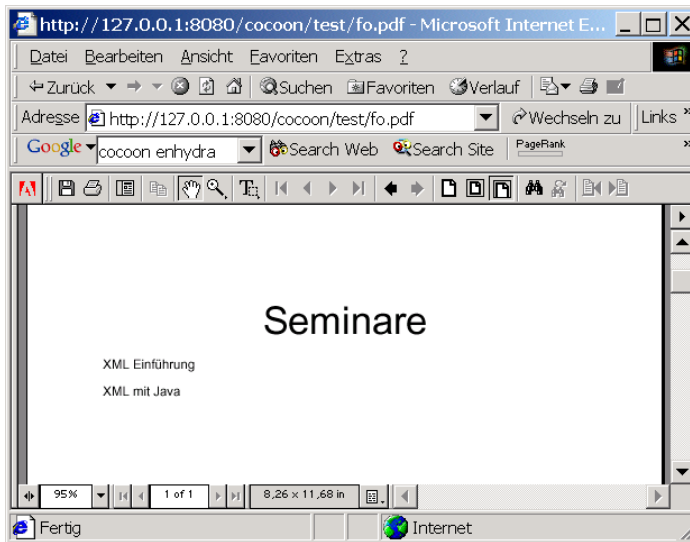 http://127.0.0.1:8080/cocoon/test/fo.pdf - Microsoft Internet E...
Datei Bearbeiten Ansicht Favoriten Extras ?
Zurück Suchen Favoriten Verlauf
Adresse http://127.0.0.1:8080/cocoon/test/fo.pdf Wechseln zu Links »
Google cocoon enhydra Search Web Search Site PageRank »
Seminare
XML Einführung
XML mit Java
95% 1 of 1 8,26 x 11,68 in
Fertig Internet